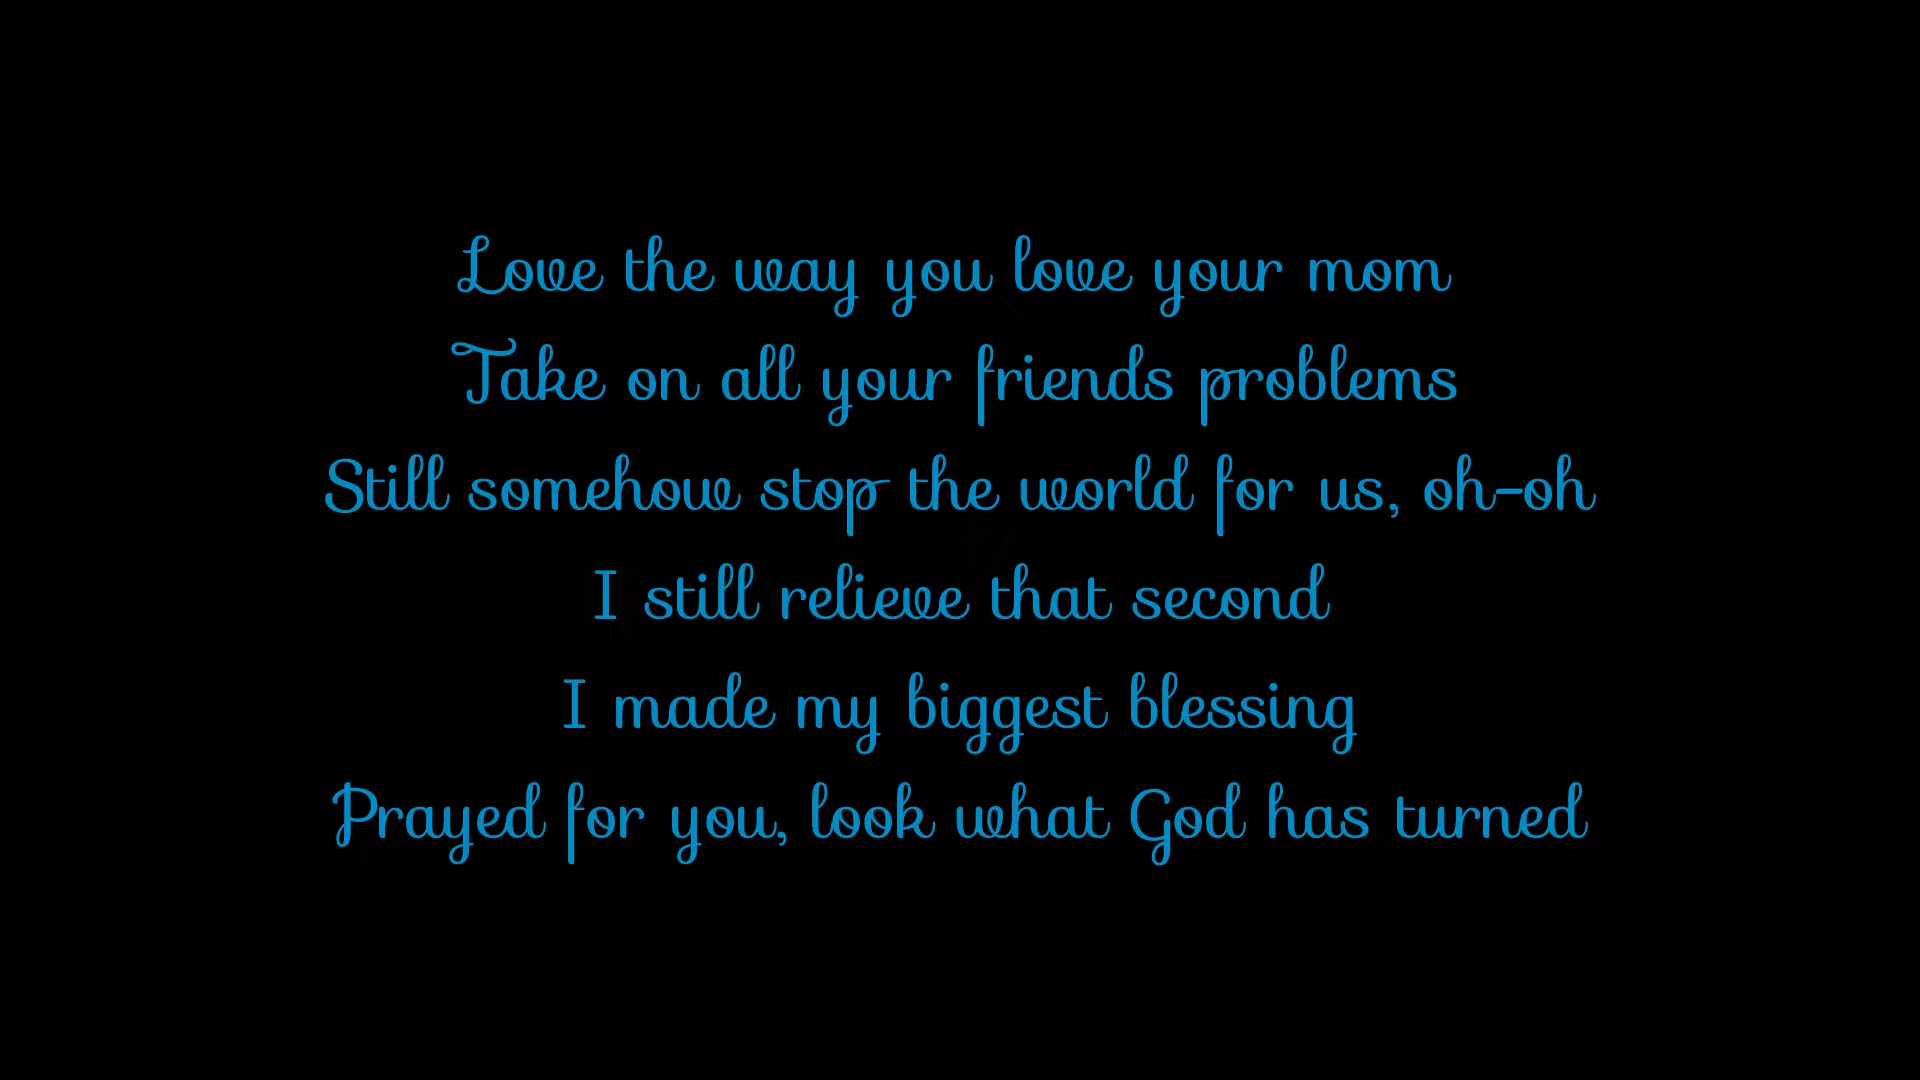 Love the way you love your mom
Take on all your friends problems
Still somehow stop the world for us, oh-oh
I still relieve that second
I made my biggest blessing
Prayed for you, look what God has turned